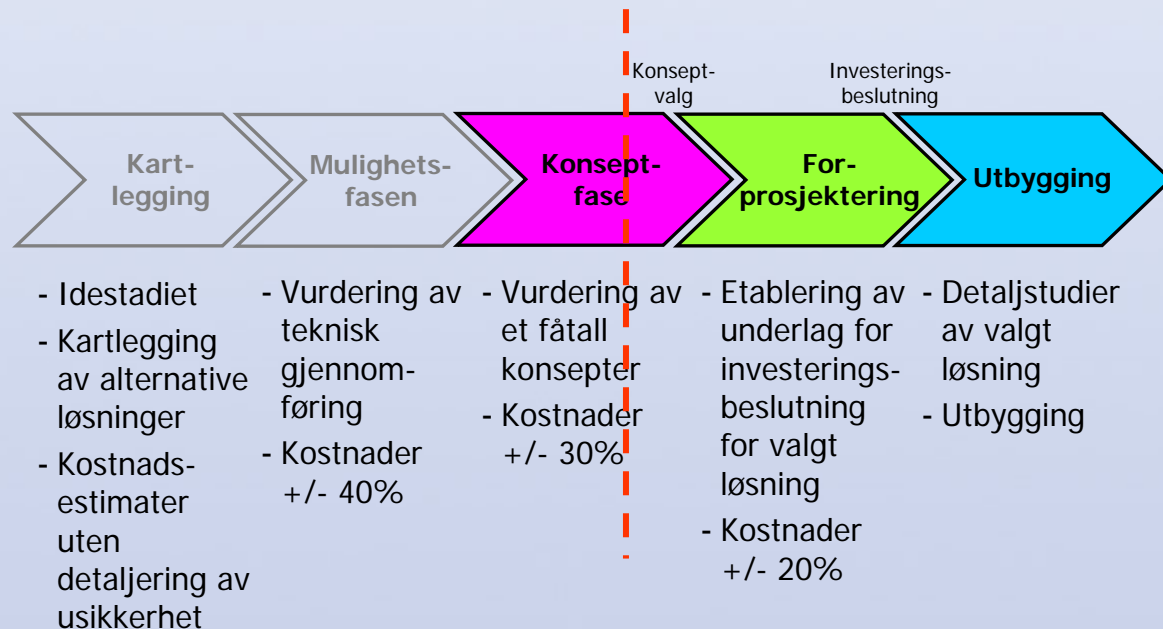 Konsept-
valg
Investerings-
beslutning
Kart-
legging
Mulighets-
fasen
Konsept-
fase
For-
prosjektering
Utbygging
- Idestadiet
- Kartlegging
av alternative
løsninger
- Kostnads-
estimater
uten
detaljering av
usikkerhet
- Vurdering av
teknisk
gjennom-
føring
- Kostnader
+/- 40%
- Vurdering av
et fåtall
konsepter
- Kostnader
+/- 30%
- Etablering av
underlag for
investerings-
beslutning
for valgt
løsning
- Kostnader
+/- 20%
- Detaljstudier
av valgt
løsning
- Utbygging